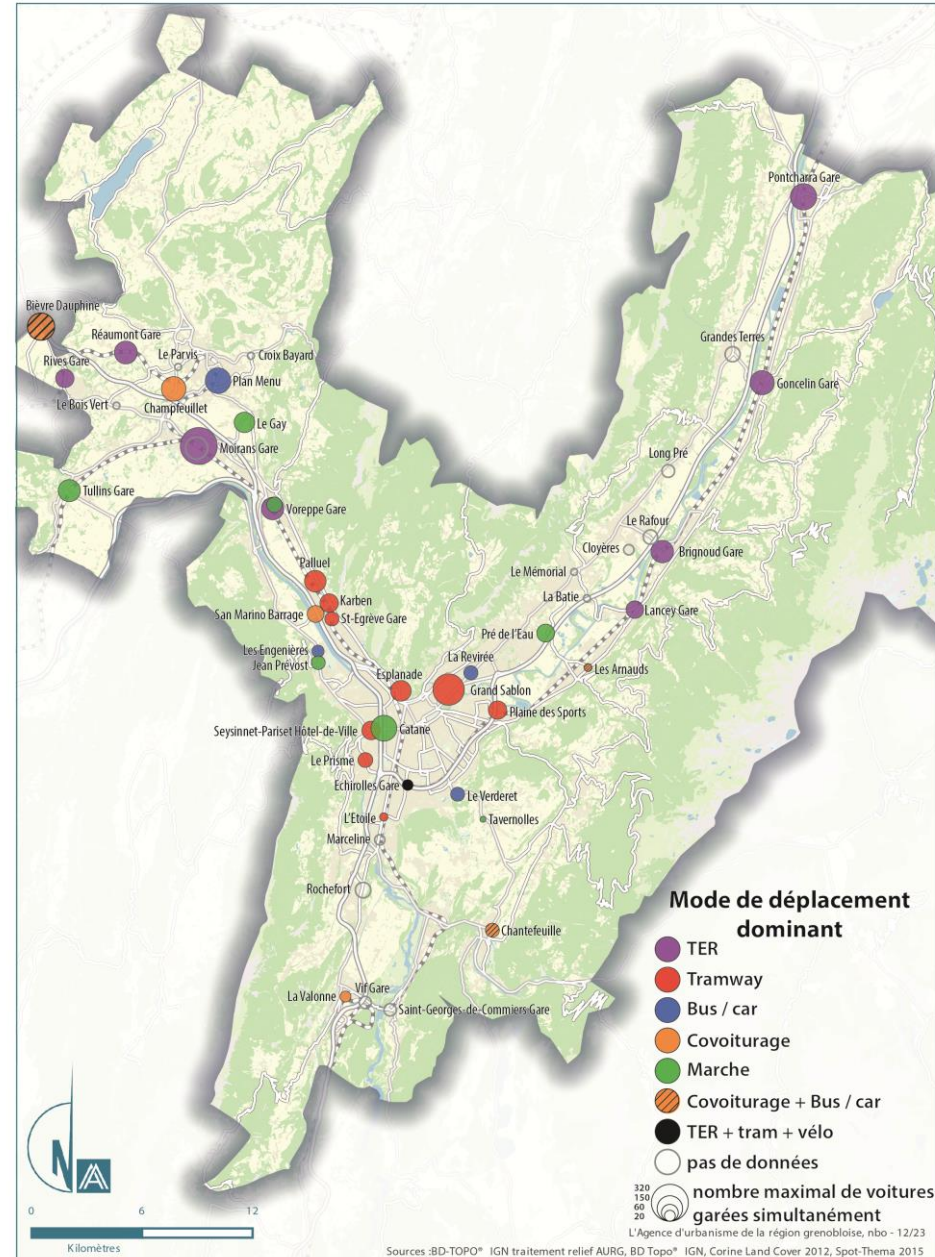 Pontcharra Gare
Bièvre Dauphine
Réaumont Gare
Grandes Terres
Rives Gare
Le Parvis
Croix Bayard
Plan Menu
Goncelin Gare
Le Bois Vert
Champfeuillet
Le Gay
Moirans Gare
Long Pré
Tullins Gare
Voreppe Gare
Le Rafour
Cloyères
Brignoud Gare
Palluel
Le Mémorial
Karben
La Batie
San Marino Barrage
St-Egrève Gare
Lancey Gare
Pré de l'Eau
Les Engenières
La Revirée
Jean Prévost
Les Arnauds
Esplanade
Grand Sablon
Plaine des Sports
Seyssinet-Pariset Hôtel-de-Ville
Catane
Le Prisme
Echirolles Gare
Le Verderet
L'Etoile
Tavernolles
Marceline
Rochefort
Chantefeuille
La Valonne
Vif Gare
Saint-Georges-de-Commiers Gare
Mode de déplacement
dominant
TER
Tramway
Bus / car
Covoiturage
Marche
Covoiturage + Bus / car
TER + tram + vélo
pas de données
320
150
60
20
nombre maximal de voitures
garées simultanément
N
0 6 12
Kilomètres
L'Agence d'urbanisme de la région grenobloise, nbo - 12/23
Sources :BD-TOPO® IGN traitement relief AURG, BD Topo® IGN, Corine Land Cover 2012, Spot-Thema 2015